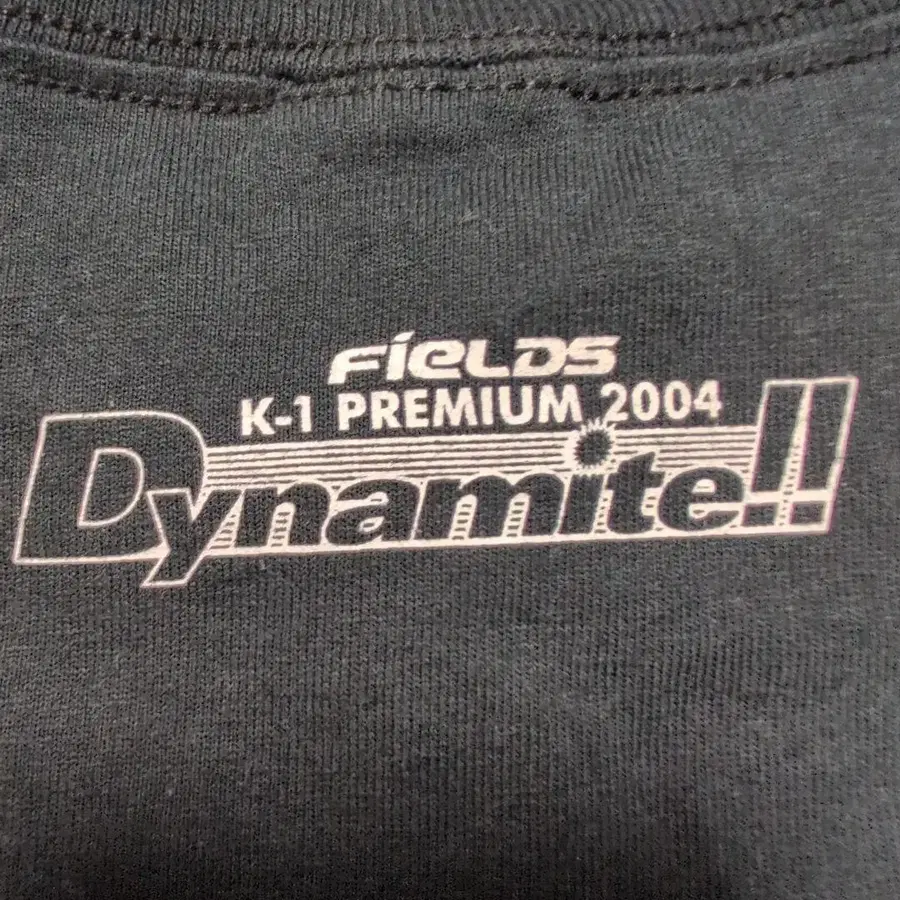 FieLDS
K-1 PREMIUM 2004
Dynamite!!